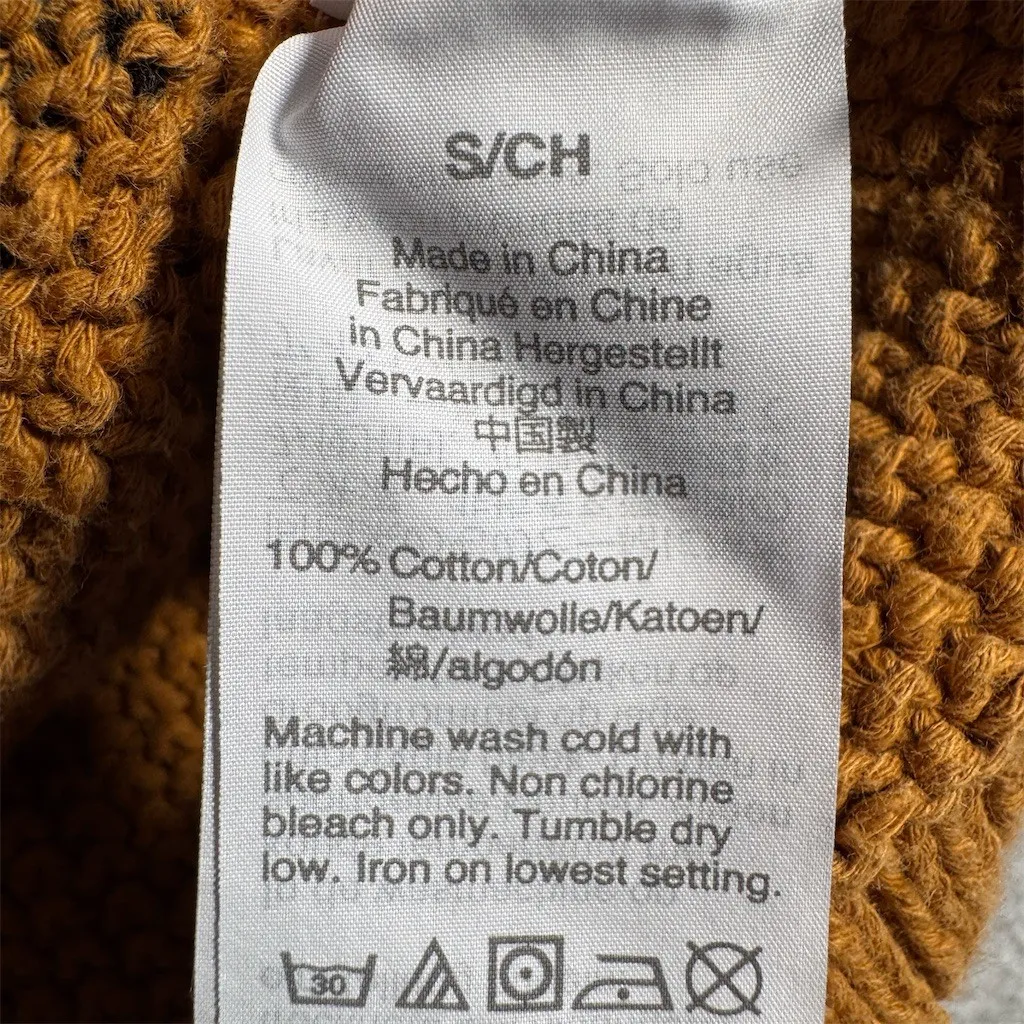 S/CH
Made in China
Fabriqué en Chine
in China Hergestellt
Vervaardigd in China
中国製
Hecho en China
100% Cotton/Coton/
Baumwolle/Katoen/
綿/algodón
Machine wash cold with
like colors. Non chlorine
bleach only. Tumble dry
low. Iron on lowest setting.
30